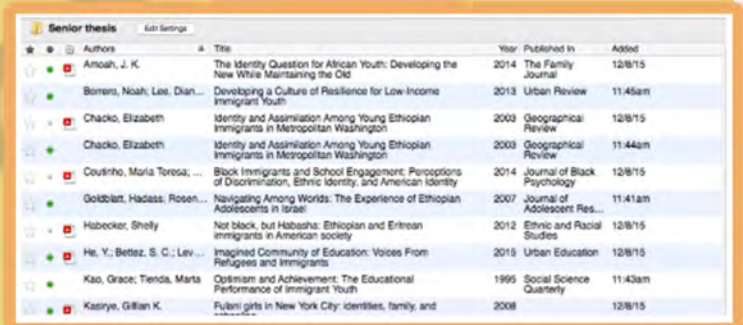 Senior thesis Edit Settings
Authors Title Year Published In Added
Amoah, J. K. The Identity Question for African Youth: Developing the 2014 The Family 12/8/15
New While Maintaining the Old Journal
Borrero, Noah; Lee, Dian... Developing a Culture of Resilience for Low-Income 2013 Urban Review 11:45am
Immigrant Youth
Chacko, Elizabeth Identity and Assimilation Among Young Ethiopian 2003 Geographical 12/8/15
Immigrants in Metropolitan Washington Review
Chacko, Elizabeth Identity and Assimilation Among Young Ethiopian 2003 Geographical 11:44am
Immigrants in Metropolitan Washington Review
Coutinho, Maria Teresa; ... Black Immigrants and School Engagement: Perceptions 2014 Journal of Black 12/8/15
of Discrimination, Ethnic Identity, and American Identity Psychology
Goldblatt, Hadass; Rosen... Navigating Among Worlds: The Experience of Ethiopian 2007 Journal of 11:41am
Adolescents in Israel Adolescent Res...
Habecker, Shelly Not black, but Habasha: Ethiopian and Eritrean 2012 Ethnic and Racial 12/8/15
immigrants in American society Studies
He, Y.; Bettez, S. C.; Lev... Imagined Community of Education: Voices From 2015 Urban Education 12/8/15
Refugees and Immigrants
Kao, Grace; Tienda, Marta Optimism and Achievement: The Educational 1995 Social Science 11:43am
Performance of Immigrant Youth Quarterly
Kasirye, Gillian K. Fulani girls in New York City: identities, family, and 2008 12/8/15